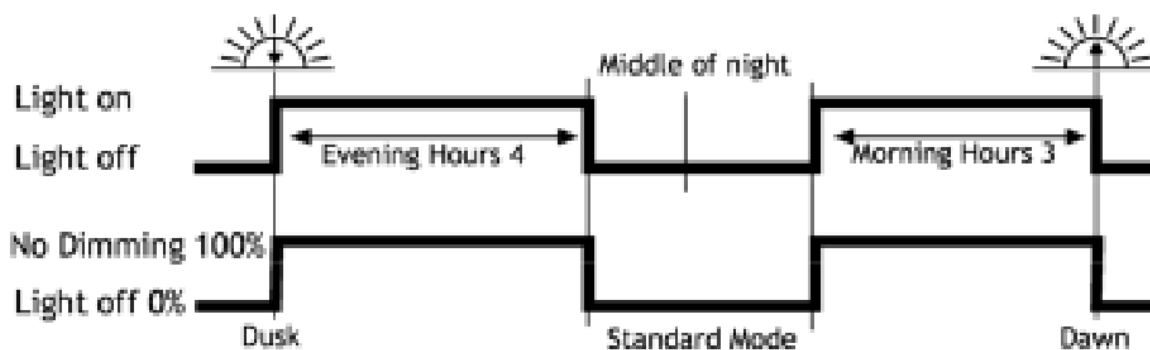 Middle of night
Light on
Light off
Evening Hours 4
Morning Hours 3
No Dimming 100%
Light off 0%
Dusk
Standard Mode
Dawn